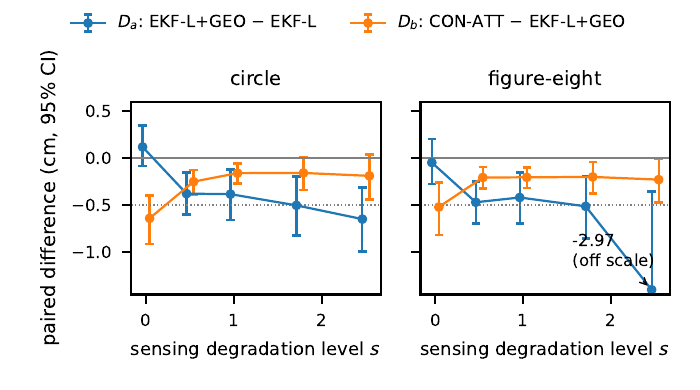 Dₐ: EKF-L+GEO − EKF-L
D_b: CON-ATT − EKF-L+GEO
circle
figure-eight
paired difference (cm, 95% CI)
0.5
0.0
−0.5
−1.0
-2.97
(off scale)
0 1 2
0 1 2
sensing degradation level s
sensing degradation level s